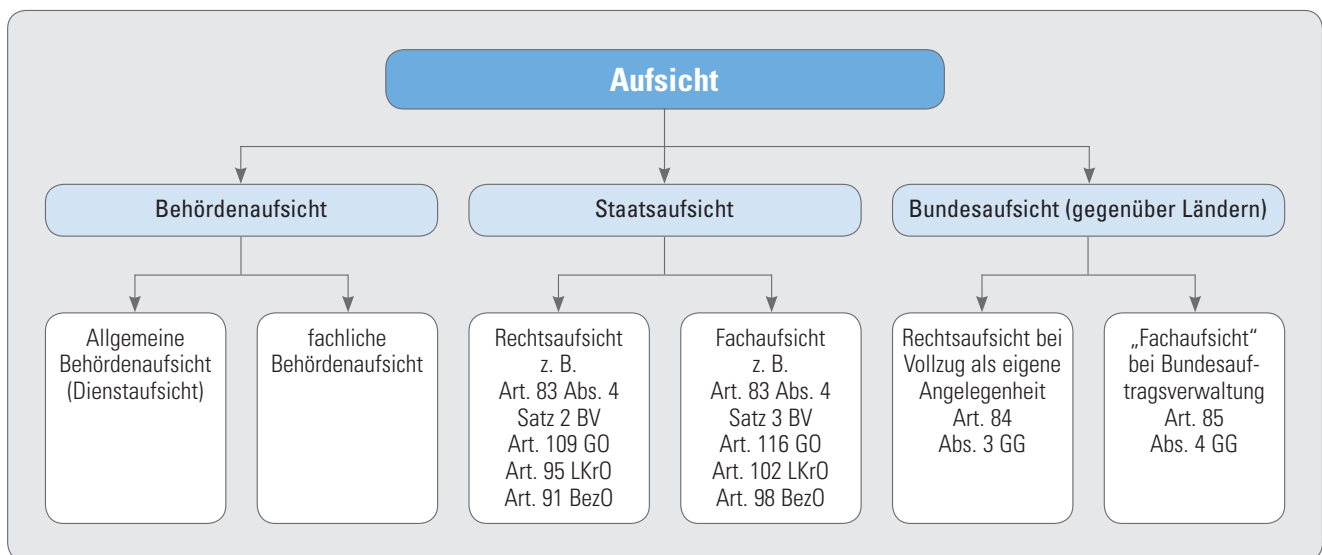 Aufsicht
Behördenaufsicht
Staatsaufsicht
Bundesaufsicht (gegenüber Ländern)
Allgemeine
Behördenaufsicht
(Dienstaufsicht)
fachliche
Behördenaufsicht
Rechtsaufsicht
z. B.
Art. 83 Abs. 4
Satz 2 BV
Art. 109 GO
Art. 95 LKrO
Art. 91 BezO
Fachaufsicht
z. B.
Art. 83 Abs. 4
Satz 3 BV
Art. 116 GO
Art. 102 LKrO
Art. 98 BezO
Rechtsaufsicht bei
Vollzug als eigene
Angelegenheit
Art. 84
Abs. 3 GG
„Fachaufsicht“
bei Bundesauf-
tragsverwaltung
Art. 85
Abs. 4 GG